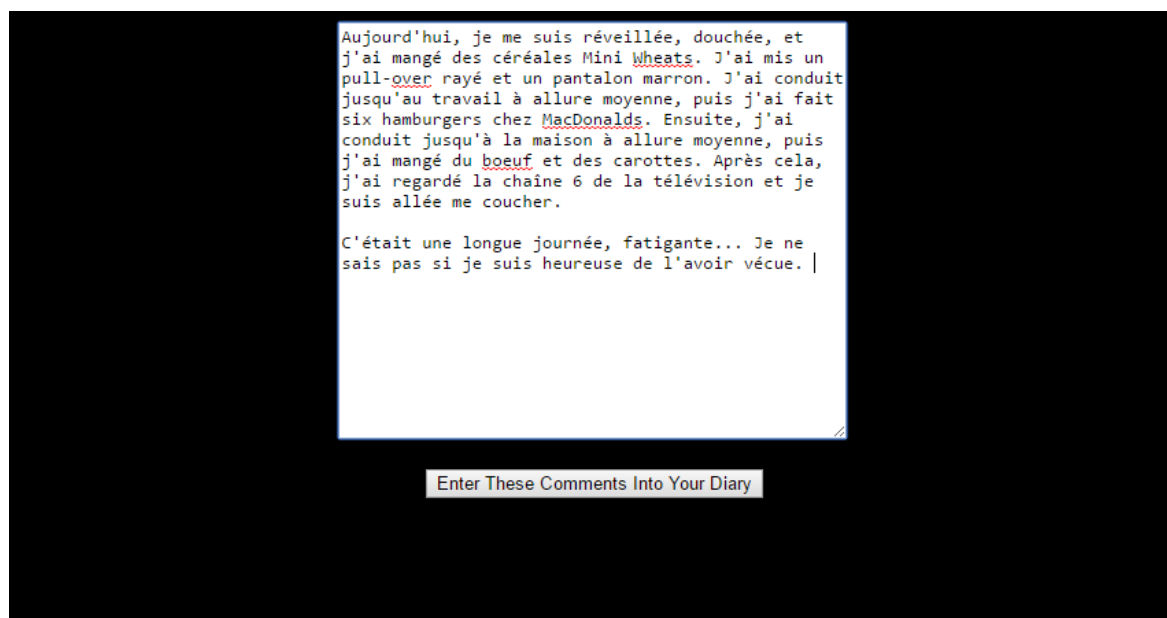 Aujourd'hui, je me suis réveillée, douchée, et
j'ai mangé des céréales Mini Wheats. J'ai mis un
pull-over rayé et un pantalon marron. J'ai conduit
jusqu'au travail à allure moyenne, puis j'ai fait
six hamburgers chez MacDonalds. Ensuite, j'ai
conduit jusqu'à la maison à allure moyenne, puis
j'ai mangé du boeuf et des carottes. Après cela,
j'ai regardé la chaîne 6 de la télévision et je
suis allée me coucher.
C'était une longue journée, fatigante... Je ne
sais pas si je suis heureuse de l'avoir vécue.
Enter These Comments Into Your Diary